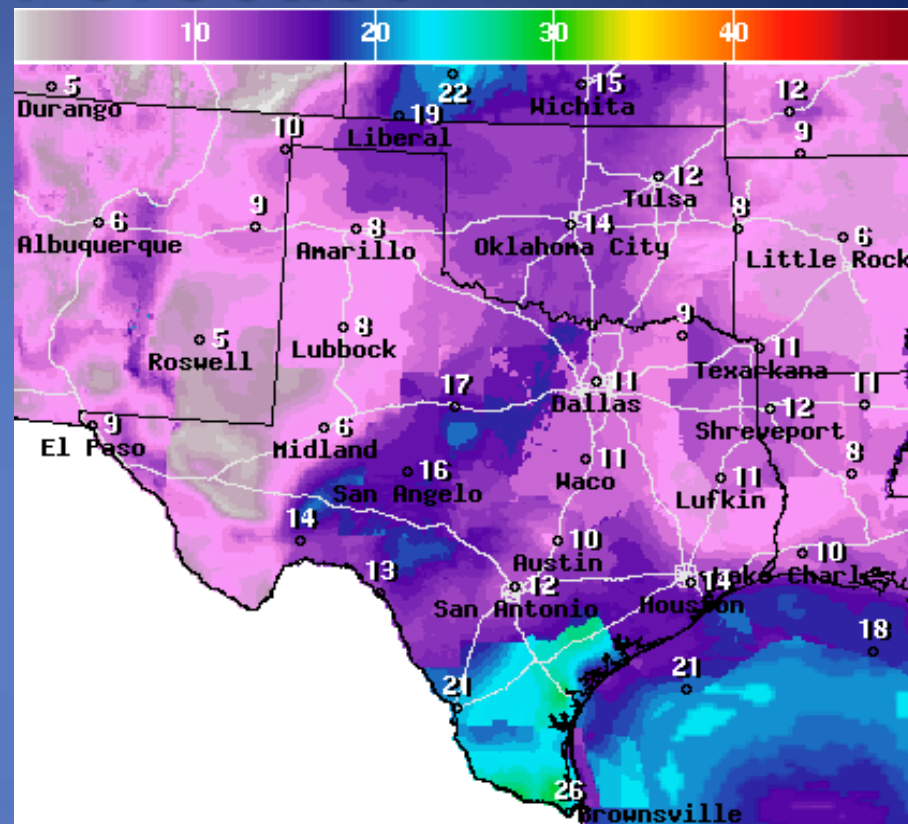 10 20 30 40
5
Durango
22
15
Wichita
19
Liberal
12
10
9
12
Tulsa
6
Albuquerque
9
8
Amarillo
14
Oklahoma City
8
6
Little Rock
5
Roswell
8
Lubbock
9
11
Texarkana
17
11
Dallas
12
Shreveport
11
9
El Paso
6
Midland
16
San Angelo
11
Waco
11
Lufkin
8
14
10
Austin
10
13
12
San Antonio
14
Houston
Lake Charles
21
21
18
26
Brownsville